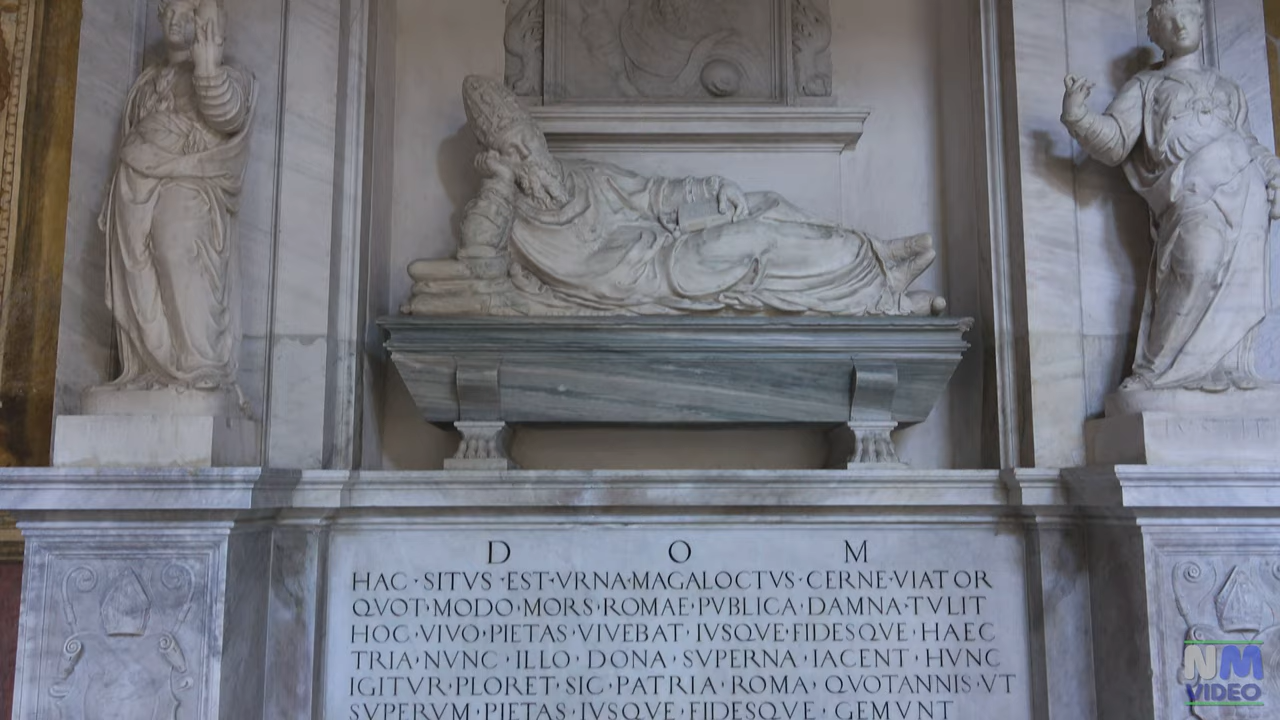 D O M
HAC·SITVS·EST·VRNA·MAGALOCTVS·CERNE·VIATOR
QVOT·MODO·MORS·ROMAE·PVBLICA·DAMNA·TVLIT
HOC·VIVO·PIETAS·VIVEBAT·IVSQVE·FIDESQVE·HAEC
TRIA·NVNC·ILLO·DONA·SVPERNA·IACENT·HVNC
IGITVR·PLORET·SIC·PATRIA·ROMA·QVOTANNIS·VT
SVPERVM·PIETAS·IVSQVE·FIDESQVE·GEMVNT
NM
VIDEO